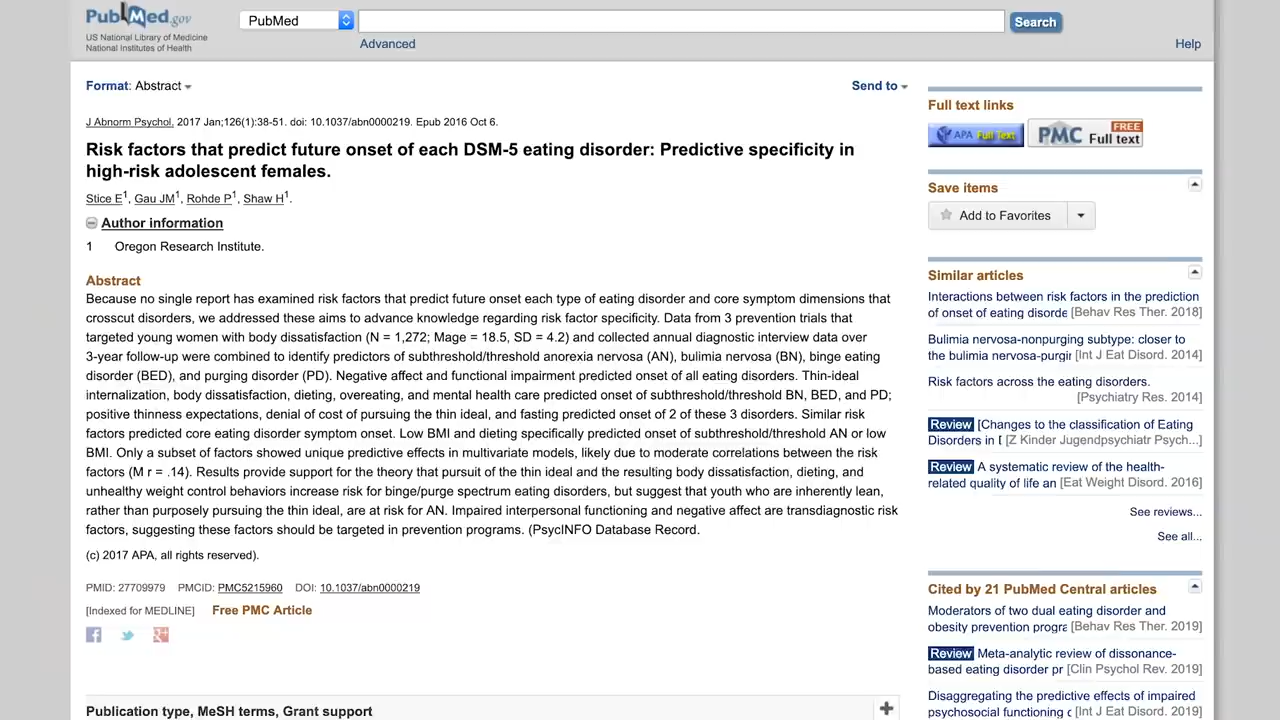 PubMed.gov
US National Library of Medicine
National Institutes of Health
PubMed
Search
Advanced
Help
Format: Abstract
Send to
J Abnorm Psychol. 2017 Jan;126(1):38-51. doi: 10.1037/abn0000219. Epub 2016 Oct 6.
Risk factors that predict future onset of each DSM-5 eating disorder: Predictive specificity in
high-risk adolescent females.
Stice E1, Gau JM1, Rohde P1, Shaw H1.
Author information
1 Oregon Research Institute.
Abstract
Because no single report has examined risk factors that predict future onset each type of eating disorder and core symptom dimensions that
crosscut disorders, we addressed these aims to advance knowledge regarding risk factor specificity. Data from 3 prevention trials that
targeted young women with body dissatisfaction (N = 1,272; Mage = 18.5, SD = 4.2) and collected annual diagnostic interview data over
3-year follow-up were combined to identify predictors of subthreshold/threshold anorexia nervosa (AN), bulimia nervosa (BN), binge eating
disorder (BED), and purging disorder (PD). Negative affect and functional impairment predicted onset of all eating disorders. Thin-ideal
internalization, body dissatisfaction, dieting, overeating, and mental health care predicted onset of subthreshold/threshold BN, BED, and PD;
positive thinness expectations, denial of cost of pursuing the thin ideal, and fasting predicted onset of 2 of these 3 disorders. Similar risk
factors predicted core eating disorder symptom onset. Low BMI and dieting specifically predicted onset of subthreshold/threshold AN or low
BMI. Only a subset of factors showed unique predictive effects in multivariate models, likely due to moderate correlations between the risk
factors (M r = .14). Results provide support for the theory that pursuit of the thin ideal and the resulting body dissatisfaction, dieting, and
unhealthy weight control behaviors increase risk for binge/purge spectrum eating disorders, but suggest that youth who are inherently lean,
rather than purposely pursuing the thin ideal, are at risk for AN. Impaired interpersonal functioning and negative affect are transdiagnostic risk
factors, suggesting these factors should be targeted in prevention programs. (PsycINFO Database Record.
(c) 2017 APA, all rights reserved).
PMID: 27709979 PMCID: PMC5215960 DOI: 10.1037/abn0000219
[Indexed for MEDLINE] Free PMC Article
Publication type, MeSH terms, Grant support
Full text links
APA Full Text
PMC FREE Full text
Save items
Add to Favorites
Similar articles
Interactions between risk factors in the prediction
of onset of eating disorde [Behav Res Ther. 2018]
Bulimia nervosa-nonpurging subtype: closer to
the bulimia nervosa-purgir [Int J Eat Disord. 2014]
Risk factors across the eating disorders.
[Psychiatry Res. 2014]
Review [Changes to the classification of Eating
Disorders in [ [Z Kinder Jugendpsychiatr Psych...]
Review A systematic review of the health-
related quality of life an [Eat Weight Disord. 2016]
See reviews...
See all...
Cited by 21 PubMed Central articles
Moderators of two dual eating disorder and
obesity prevention progra [Behav Res Ther. 2019]
Review Meta-analytic review of dissonance-
based eating disorder pr [Clin Psychol Rev. 2019]
Disaggregating the predictive effects of impaired
psychosocial functioning c [Int J Eat Disord. 2019]